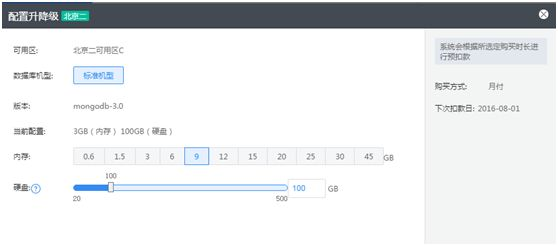 配置升降级 北京二
可用区: 北京二可用区C
数据库机型: 标准机型
版本: mongodb-3.0
当前配置: 3GB（内存） 100GB（硬盘）
内存: 0.6 1.5 3 6 9 12 15 20 25 30 45 GB
100
硬盘: ? 100 GB
20 500
系统会根据所选定购买时长进
行预扣款
购买方式: 月付
下次扣款日: 2016-08-01